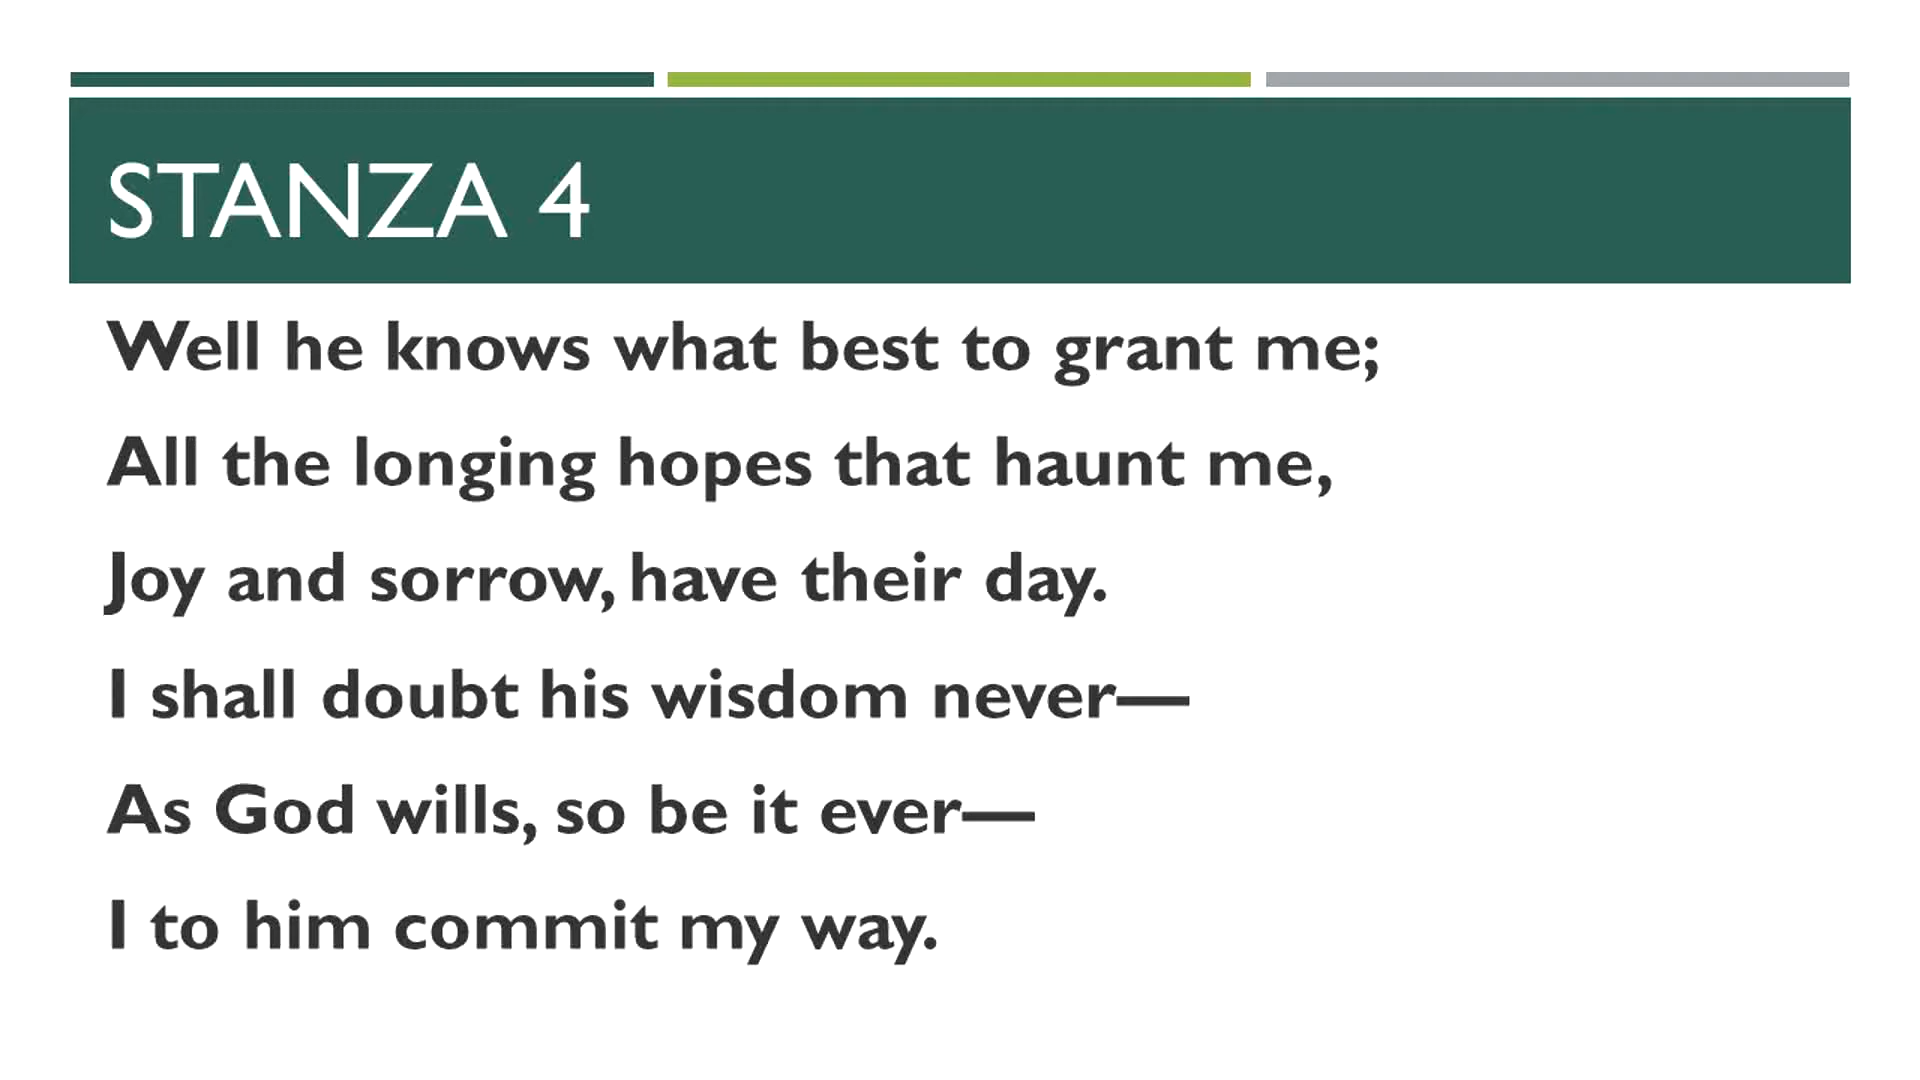 STANZA 4
Well he knows what best to grant me;
All the longing hopes that haunt me,
Joy and sorrow, have their day.
I shall doubt his wisdom never—
As God wills, so be it ever—
I to him commit my way.